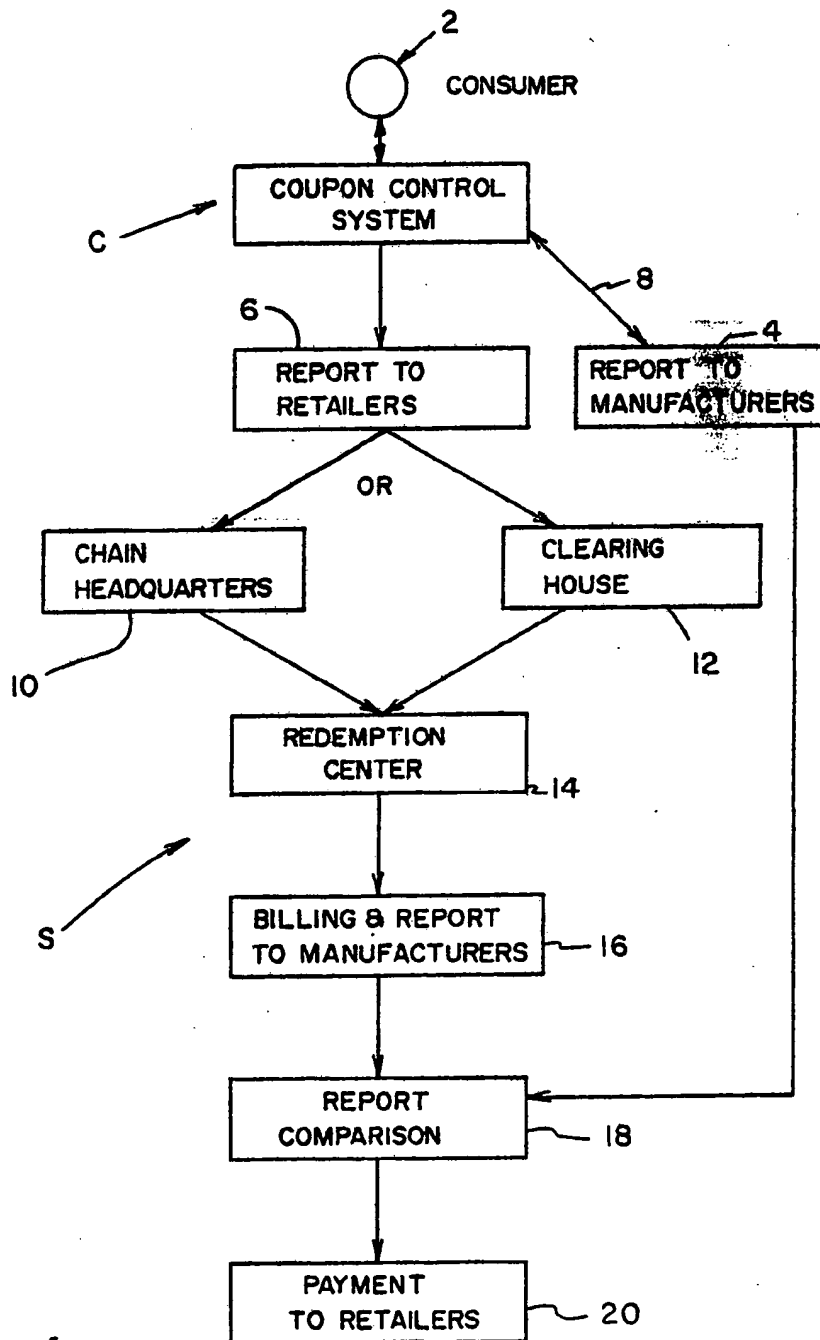 2
CONSUMER
COUPON CONTROL
SYSTEM
C
8
6
4
REPORT TO
RETAILERS
REPORT TO
MANUFACTURERS
OR
CHAIN
HEADQUARTERS
CLEARING
HOUSE
10
12
REDEMPTION
CENTER
14
S
BILLING & REPORT
TO MANUFACTURERS
16
REPORT
COMPARISON
18
PAYMENT
TO RETAILERS
20